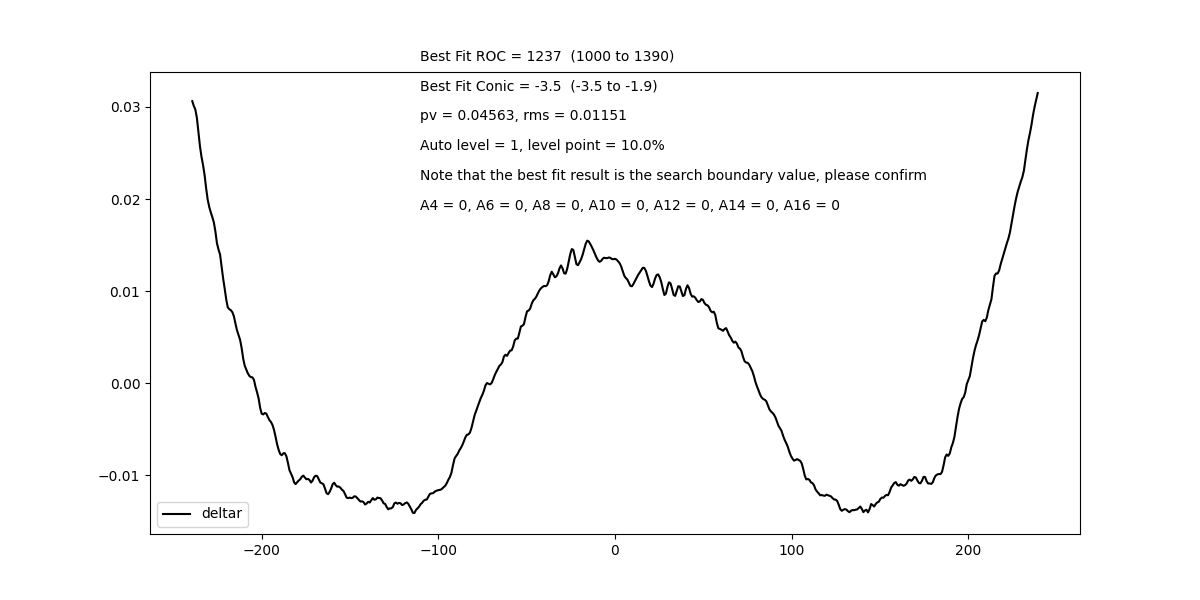 Best Fit ROC = 1237  (1000 to 1390)
Best Fit Conic = -3.5  (-3.5 to -1.9)
pv = 0.04563, rms = 0.01151
Auto level = 1, level point = 10.0%
Note that the best fit result is the search boundary value, please confirm
A4 = 0, A6 = 0, A8 = 0, A10 = 0, A12 = 0, A14 = 0, A16 = 0
0.03
0.02
0.01
0.00
−0.01
deltar
−200
−100
0
100
200